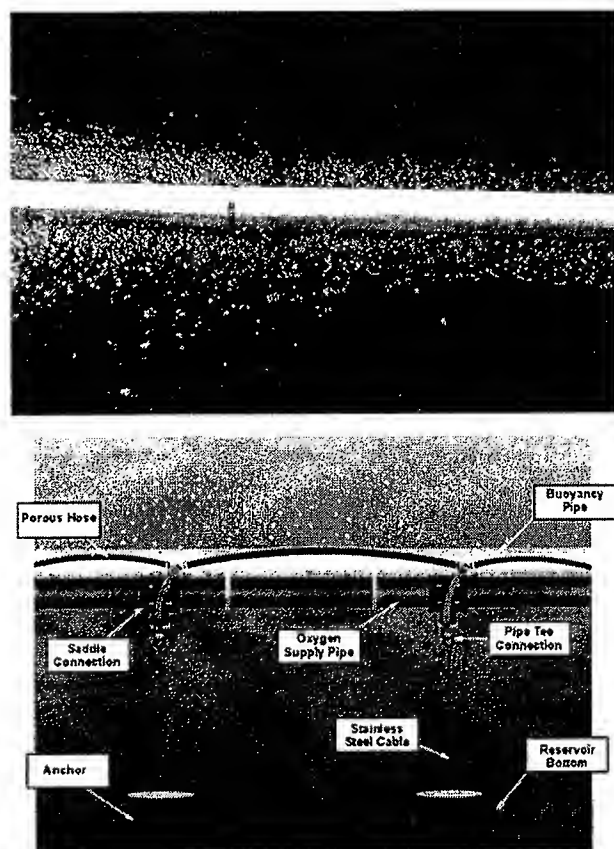 Porous Hose
Buoyancy
Pipe
Saddle
Connection
Oxygen
Supply Pipe
Pipe Tee
Connection
Stainless
Steel Cable
Anchor
Reservoir
Bottom